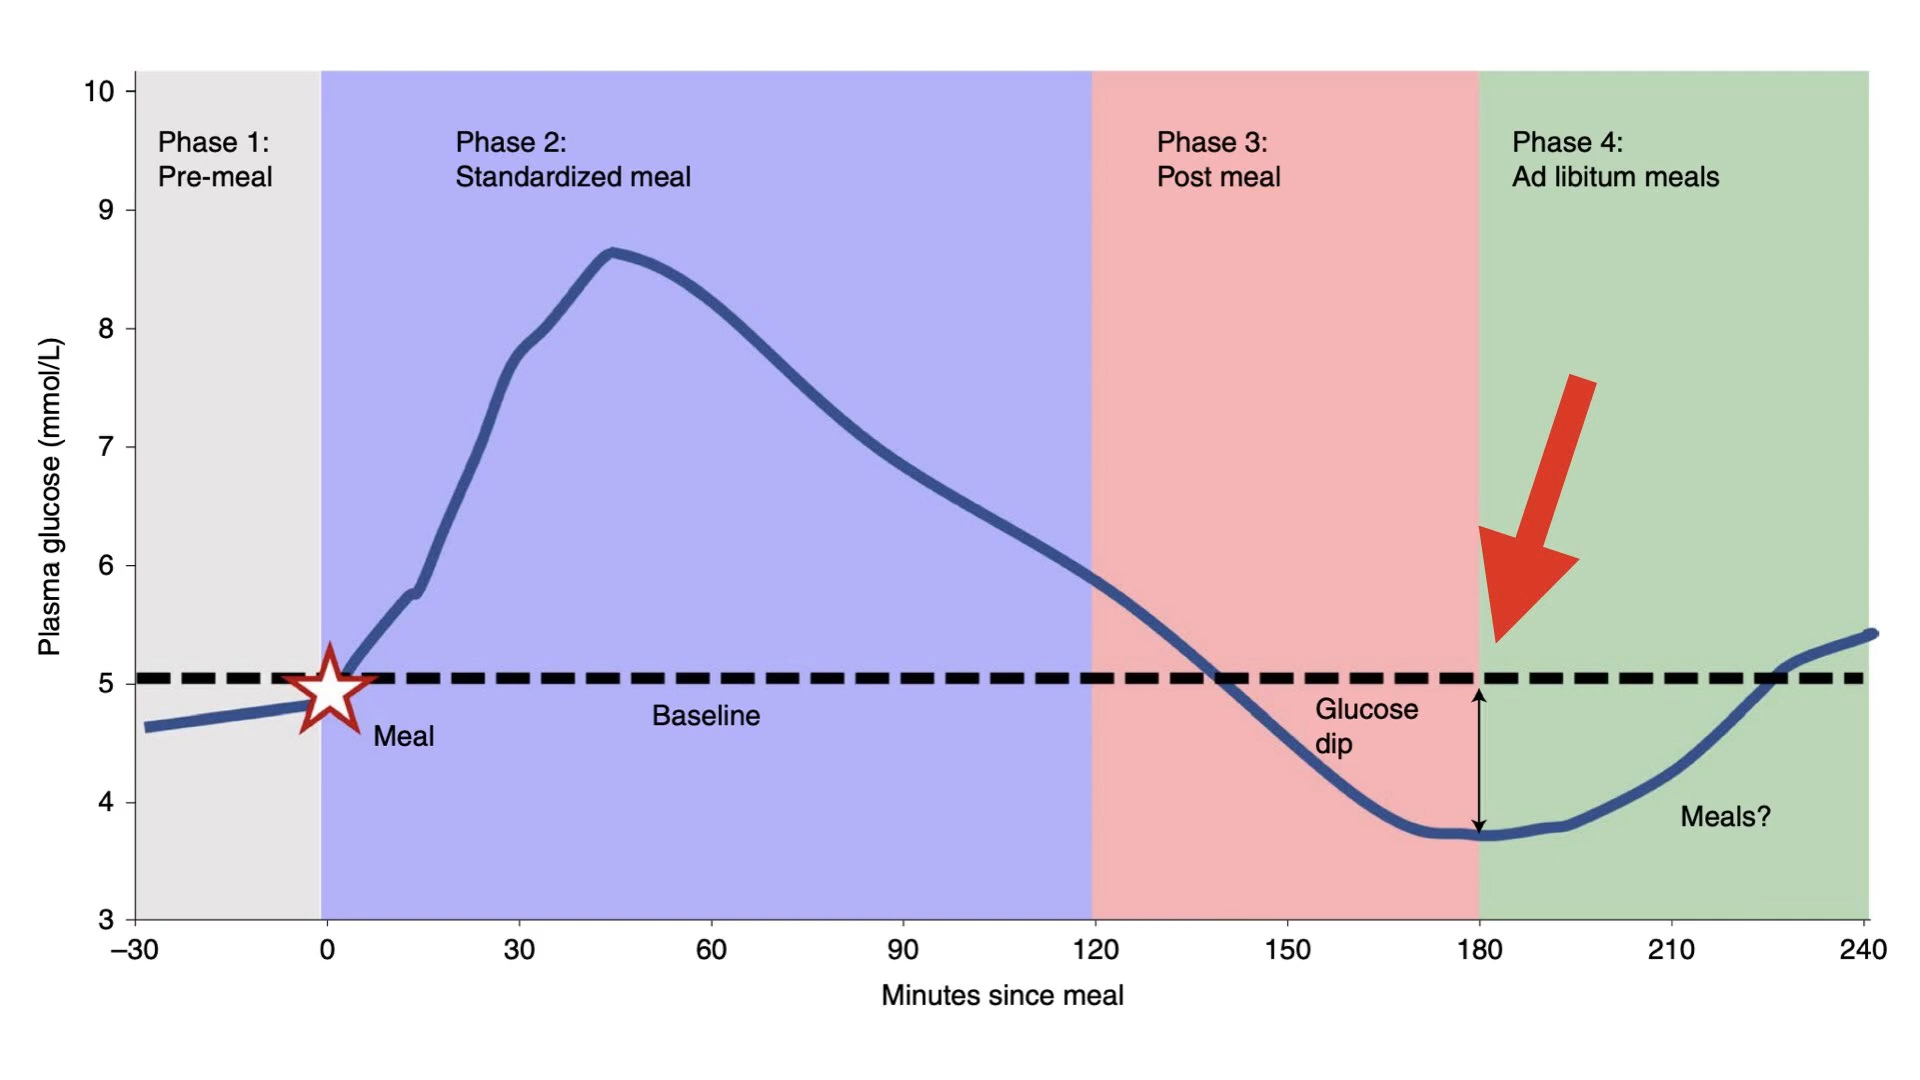 Phase 1:
Pre-meal
Phase 2:
Standardized meal
Phase 3:
Post meal
Phase 4:
Ad libitum meals
Plasma glucose (mmol/L)
10
9
8
7
6
5
4
3
Meal
Baseline
Glucose
dip
Meals?
–30
0
30
60
90
120
150
180
210
240
Minutes since meal